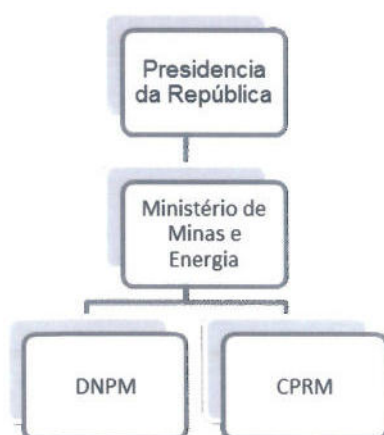 Presidencia
da República
Ministério de
Minas e
Energia
DNPM
CPRM